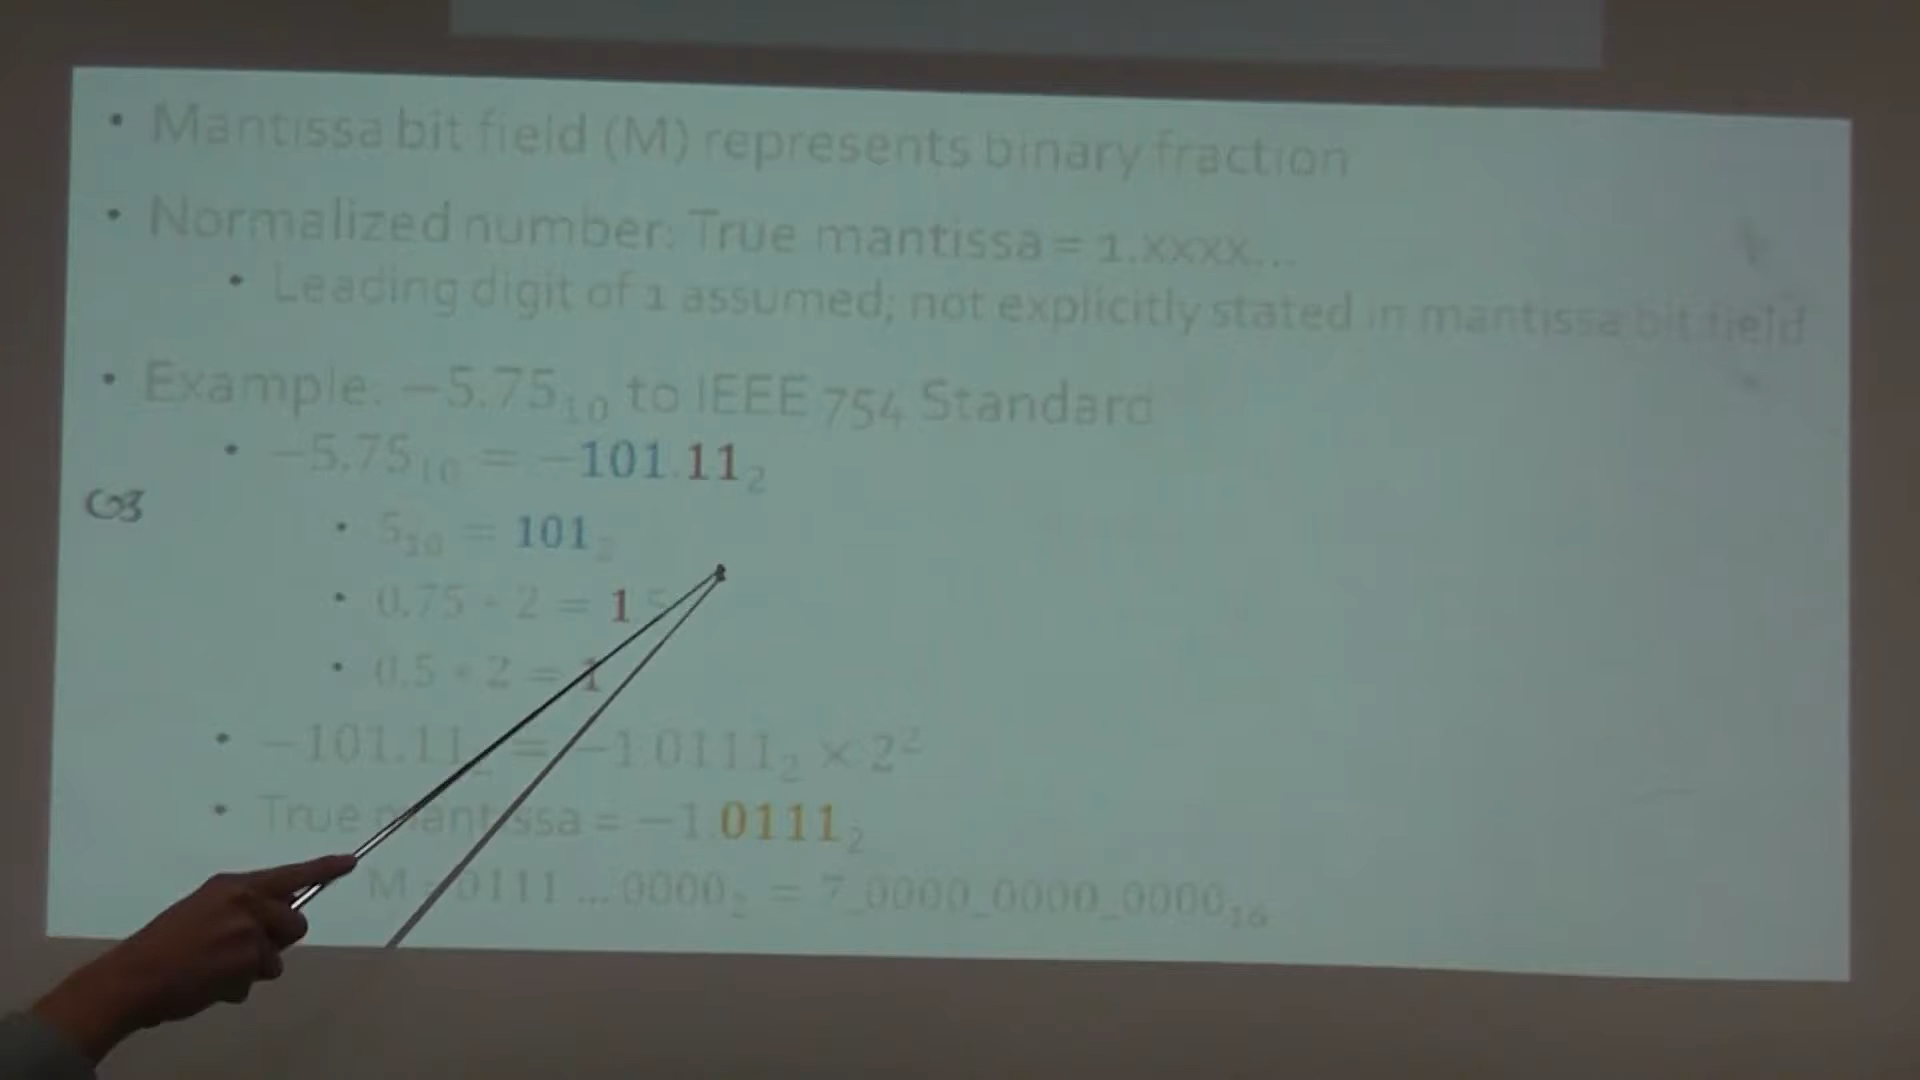 • Mantissa bit field (M) represents binary fraction
• Normalized number: True mantissa = 1.xxxx...
• Leading digit of 1 assumed; not explicitly stated in mantissa bit field
• Example: −5.75₁₀ to IEEE 754 Standard
• −5.75₁₀ = −101.11₂
• 5₁₀ = 101₂
• 0.75 * 2 = 1.5
• 0.5 * 2 = 1
• −101.11₂ = −1.0111₂ × 2²
• True mantissa = −1.0111₂
M = 0111 ... 0000₂ = 7_0000_0000_0000₁₆